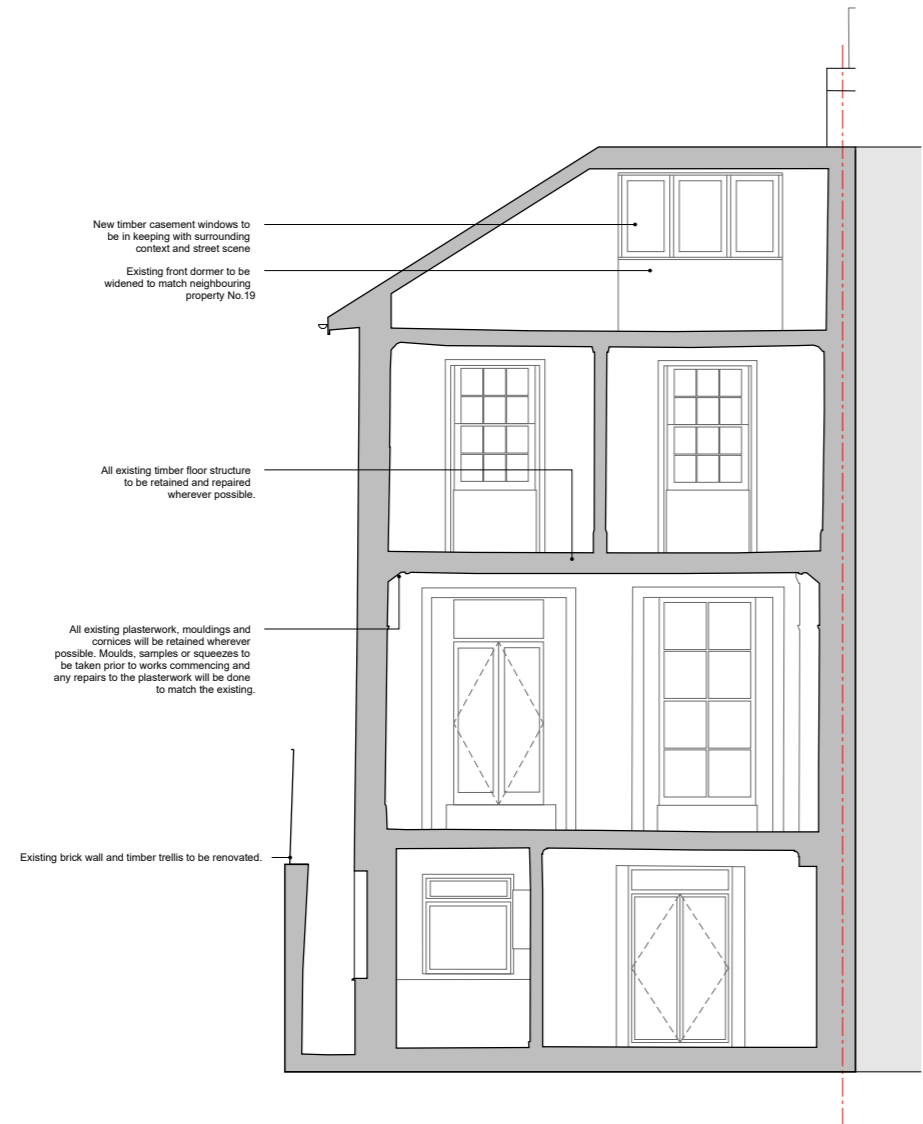 New timber casement windows to
be in keeping with surrounding
context and street scene
Existing front dormer to be
widened to match neighbouring
property No.19
All existing timber floor structure
to be retained and repaired
wherever possible.
All existing plasterwork, mouldings and
cornices will be retained wherever
possible. Moulds, samples or squeezes to
be taken prior to works commencing and
any repairs to the plasterwork will be done
to match the existing.
Existing brick wall and timber trellis to be renovated.